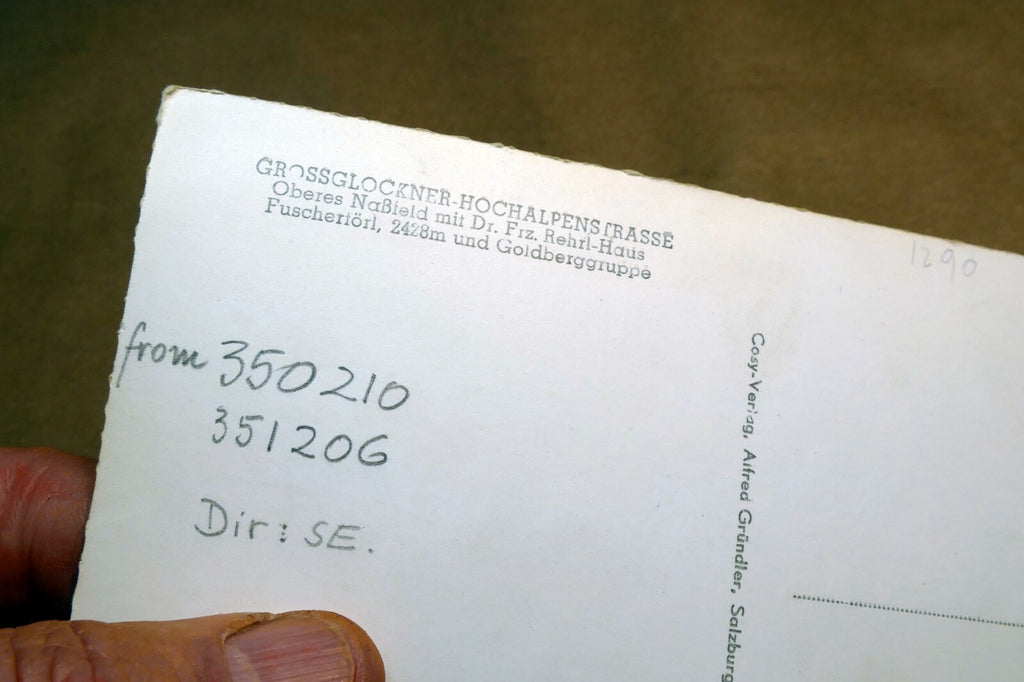 GROSSGLOCKNER-HOCHALPENSTRASSE
Oberes Naßfeld mit Dr. Frz. Rehrl-Haus
Fuschertörl, 2428m und Goldberggruppe
1290
from 350210
351206
Dir: SE.
Cosy-Verlag, Alfred Gründler, Salzburg